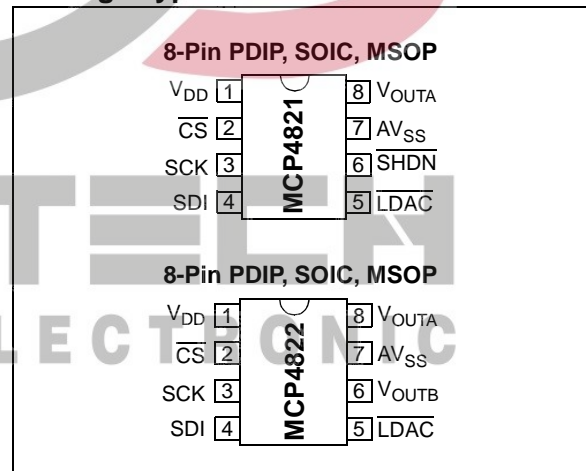 8-Pin PDIP, SOIC, MSOP
VDD 1 MCP4821 8 VOUTA
CS 2 7 AVSS
SCK 3 6 SHDN
SDI 4 5 LDAC
TECH
8-Pin PDIP, SOIC, MSOP
VDD 1 MCP4822 8 VOUTA
CS 2 7 AVSS
SCK 3 6 VOUTB
SDI 4 5 LDAC
LECTRONIC